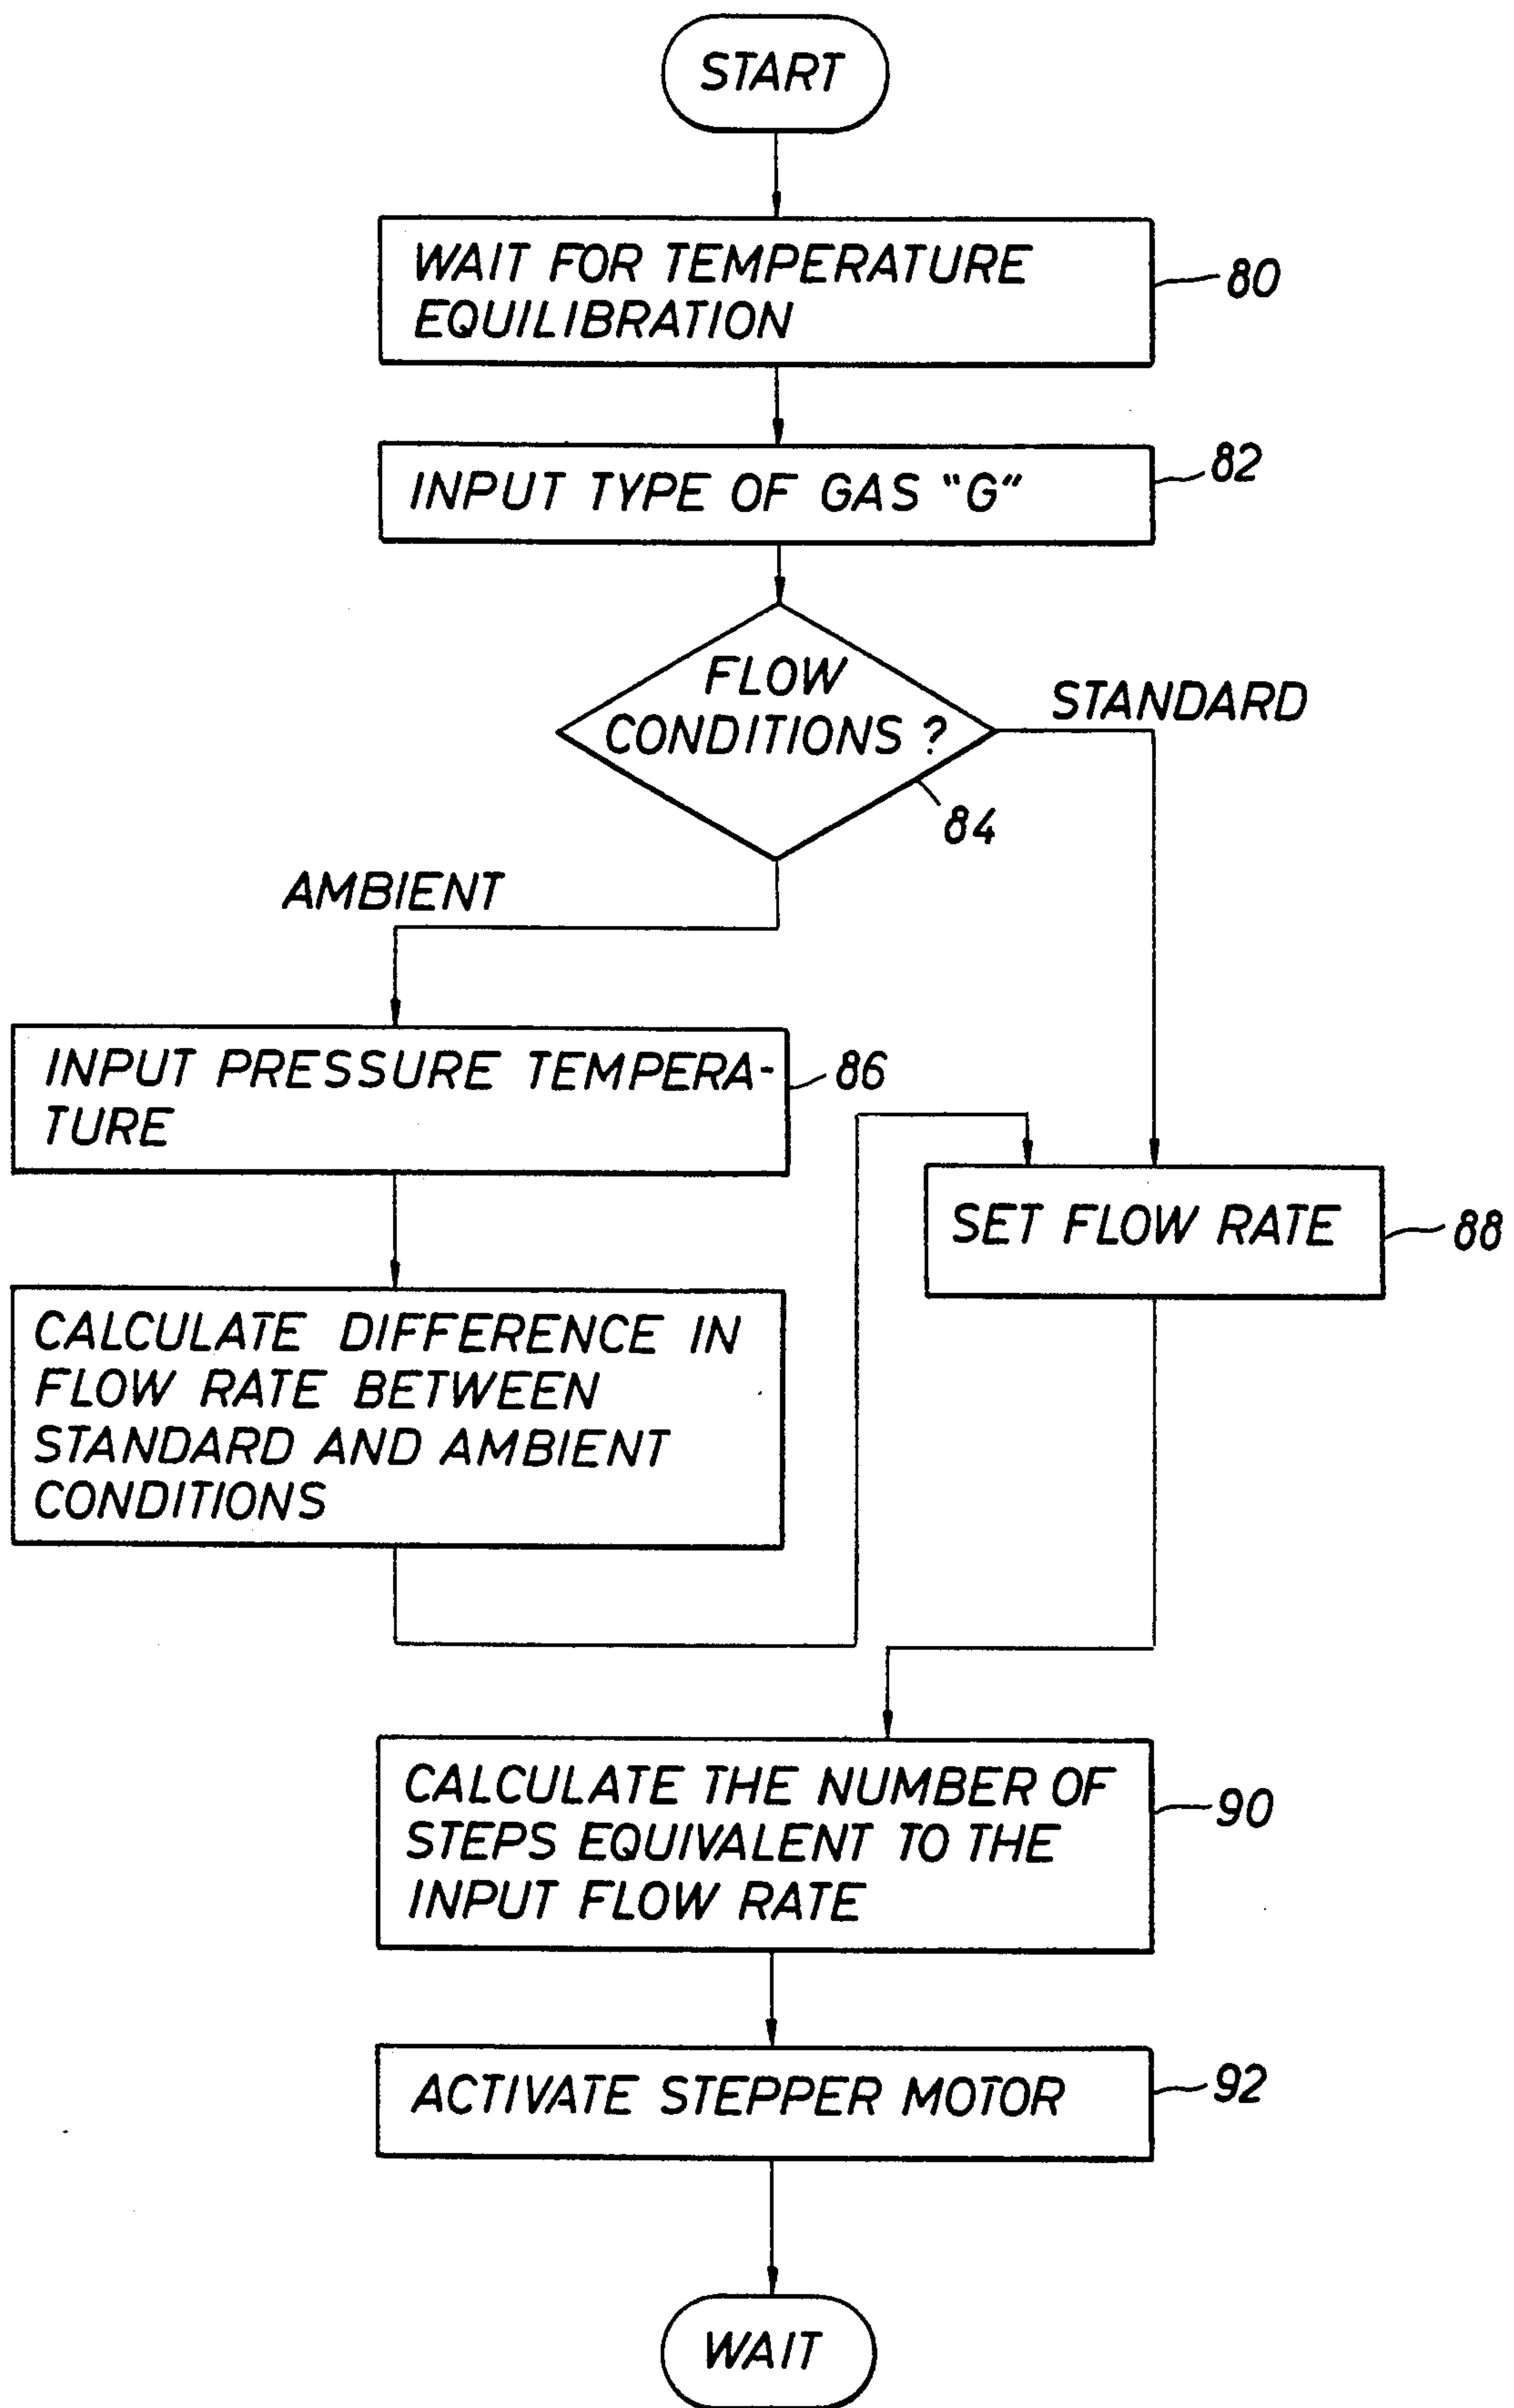 START
WAIT FOR TEMPERATURE
EQUILIBRATION
80
INPUT TYPE OF GAS "G"
82
FLOW
CONDITIONS ?
STANDARD
84
AMBIENT
INPUT PRESSURE TEMPERA-
TURE
86
SET FLOW RATE
88
CALCULATE DIFFERENCE IN
FLOW RATE BETWEEN
STANDARD AND AMBIENT
CONDITIONS
CALCULATE THE NUMBER OF
STEPS EQUIVALENT TO THE
INPUT FLOW RATE
90
ACTIVATE STEPPER MOTOR
92
WAIT